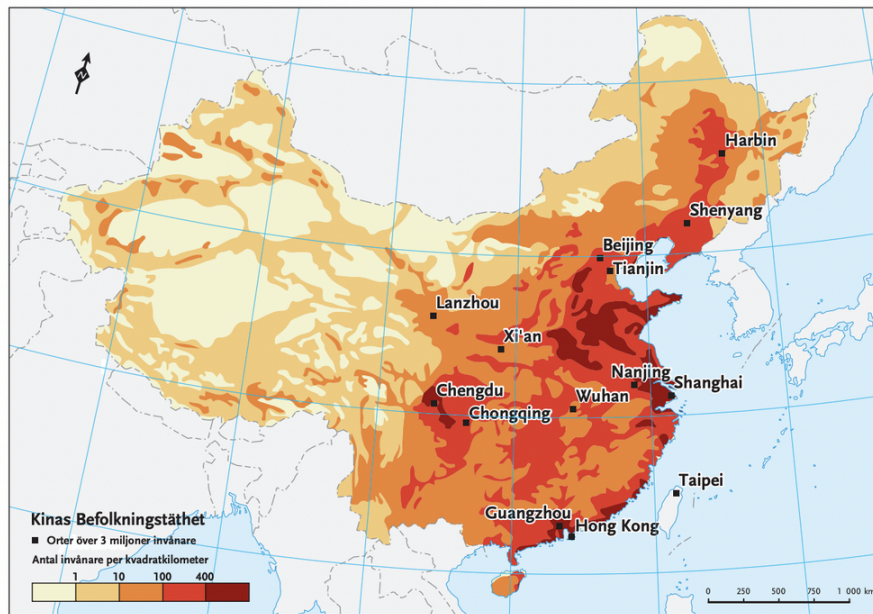 Harbin
Shenyang
Beijing
Tianjin
Lanzhou
Xi'an
Nanjing
Shanghai
Chengdu
Wuhan
Chongqing
Taipei
Guangzhou
Hong Kong
Kinas Befolkningstäthet
Orter över 3 miljoner invånare
Antal invånare per kvadratkilometer
1 10 100 400
0 250 500 750 1 000 km